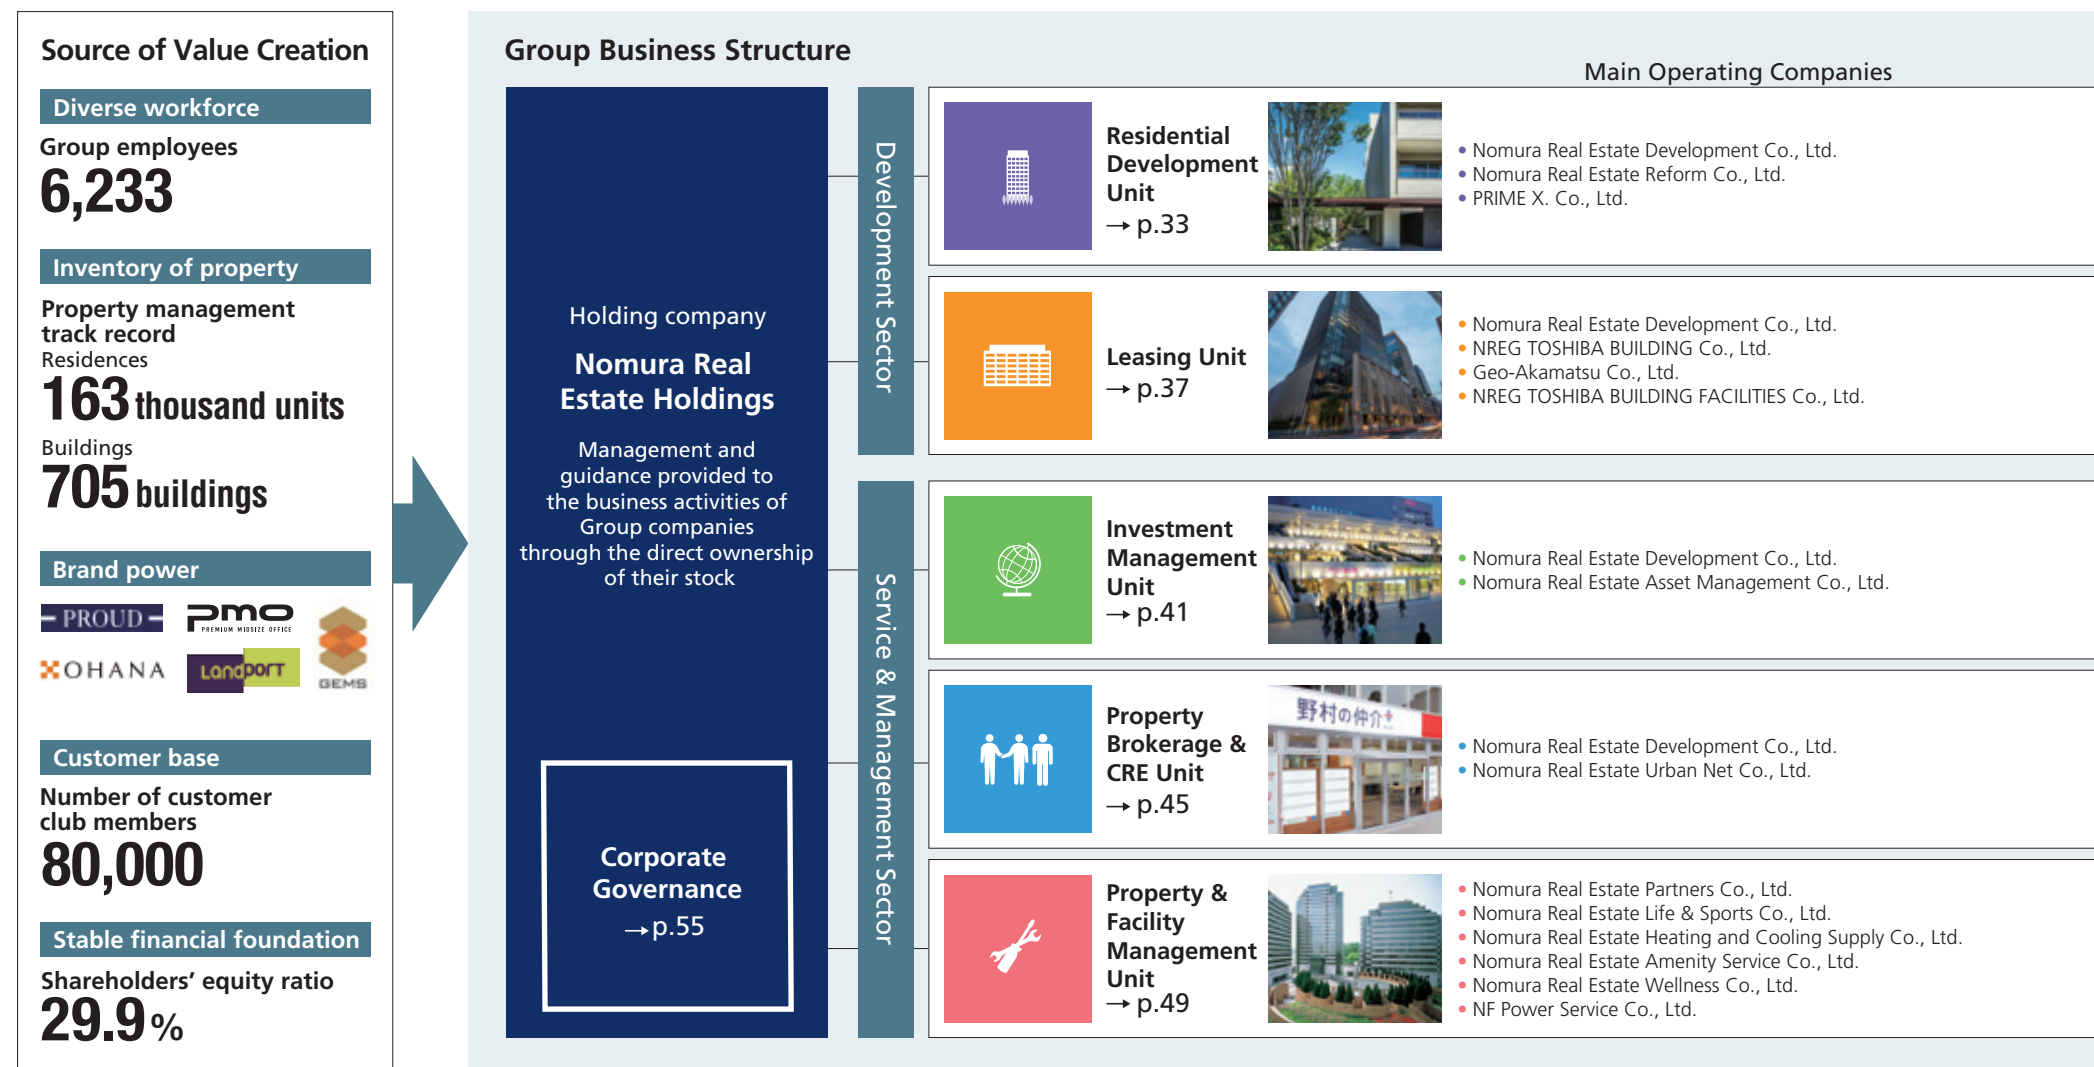 Source of Value Creation
Diverse workforce
Group employees
6,233
Inventory of property
Property management
track record
Residences
163 thousand units
Buildings
705 buildings
Brand power
PROUD
PMO
PREMIUM MIDSIZE OFFICE
OHANA
Landport
GEMS
Customer base
Number of customer
club members
80,000
Stable financial foundation
Shareholders' equity ratio
29.9%
Group Business Structure
Main Operating Companies
Holding company
Nomura Real
Estate Holdings
Management and
guidance provided to
the business activities of
Group companies
through the direct ownership
of their stock
Corporate
Governance
→p.55
Development Sector
Residential
Development
Unit
→ p.33
• Nomura Real Estate Development Co., Ltd.
• Nomura Real Estate Reform Co., Ltd.
• PRIME X. Co., Ltd.
Leasing Unit
→ p.37
• Nomura Real Estate Development Co., Ltd.
• NREG TOSHIBA BUILDING Co., Ltd.
• Geo-Akamatsu Co., Ltd.
• NREG TOSHIBA BUILDING FACILITIES Co., Ltd.
Service & Management Sector
Investment
Management
Unit
→ p.41
• Nomura Real Estate Development Co., Ltd.
• Nomura Real Estate Asset Management Co., Ltd.
Property
Brokerage &
CRE Unit
→ p.45
野村の仲介+
• Nomura Real Estate Development Co., Ltd.
• Nomura Real Estate Urban Net Co., Ltd.
Property &
Facility
Management
Unit
→ p.49
• Nomura Real Estate Partners Co., Ltd.
• Nomura Real Estate Life & Sports Co., Ltd.
• Nomura Real Estate Heating and Cooling Supply Co., Ltd.
• Nomura Real Estate Amenity Service Co., Ltd.
• Nomura Real Estate Wellness Co., Ltd.
• NF Power Service Co., Ltd.